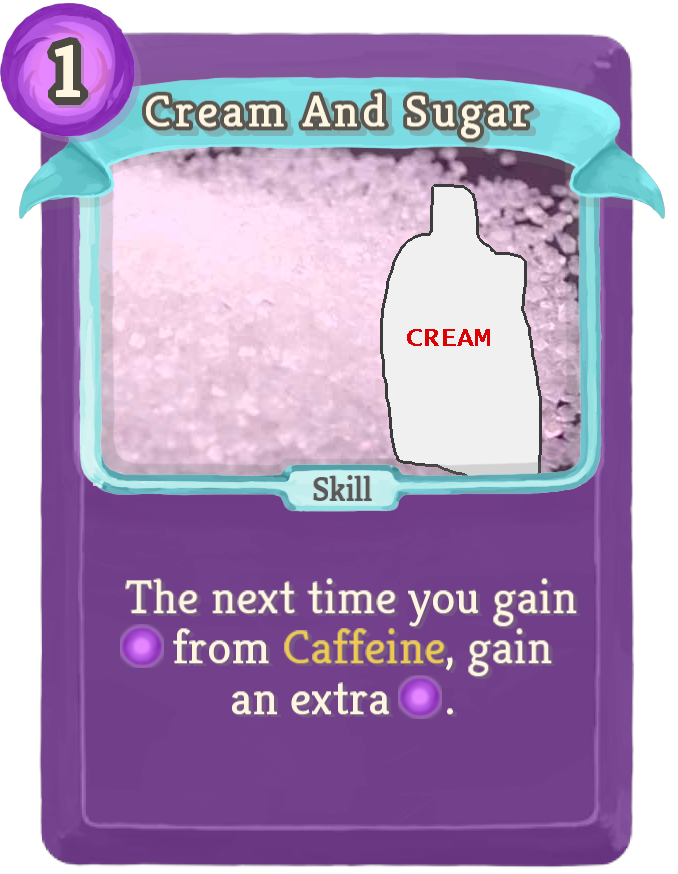 1
Cream And Sugar
CREAM
Skill
The next time you gain
from Caffeine, gain
an extra .